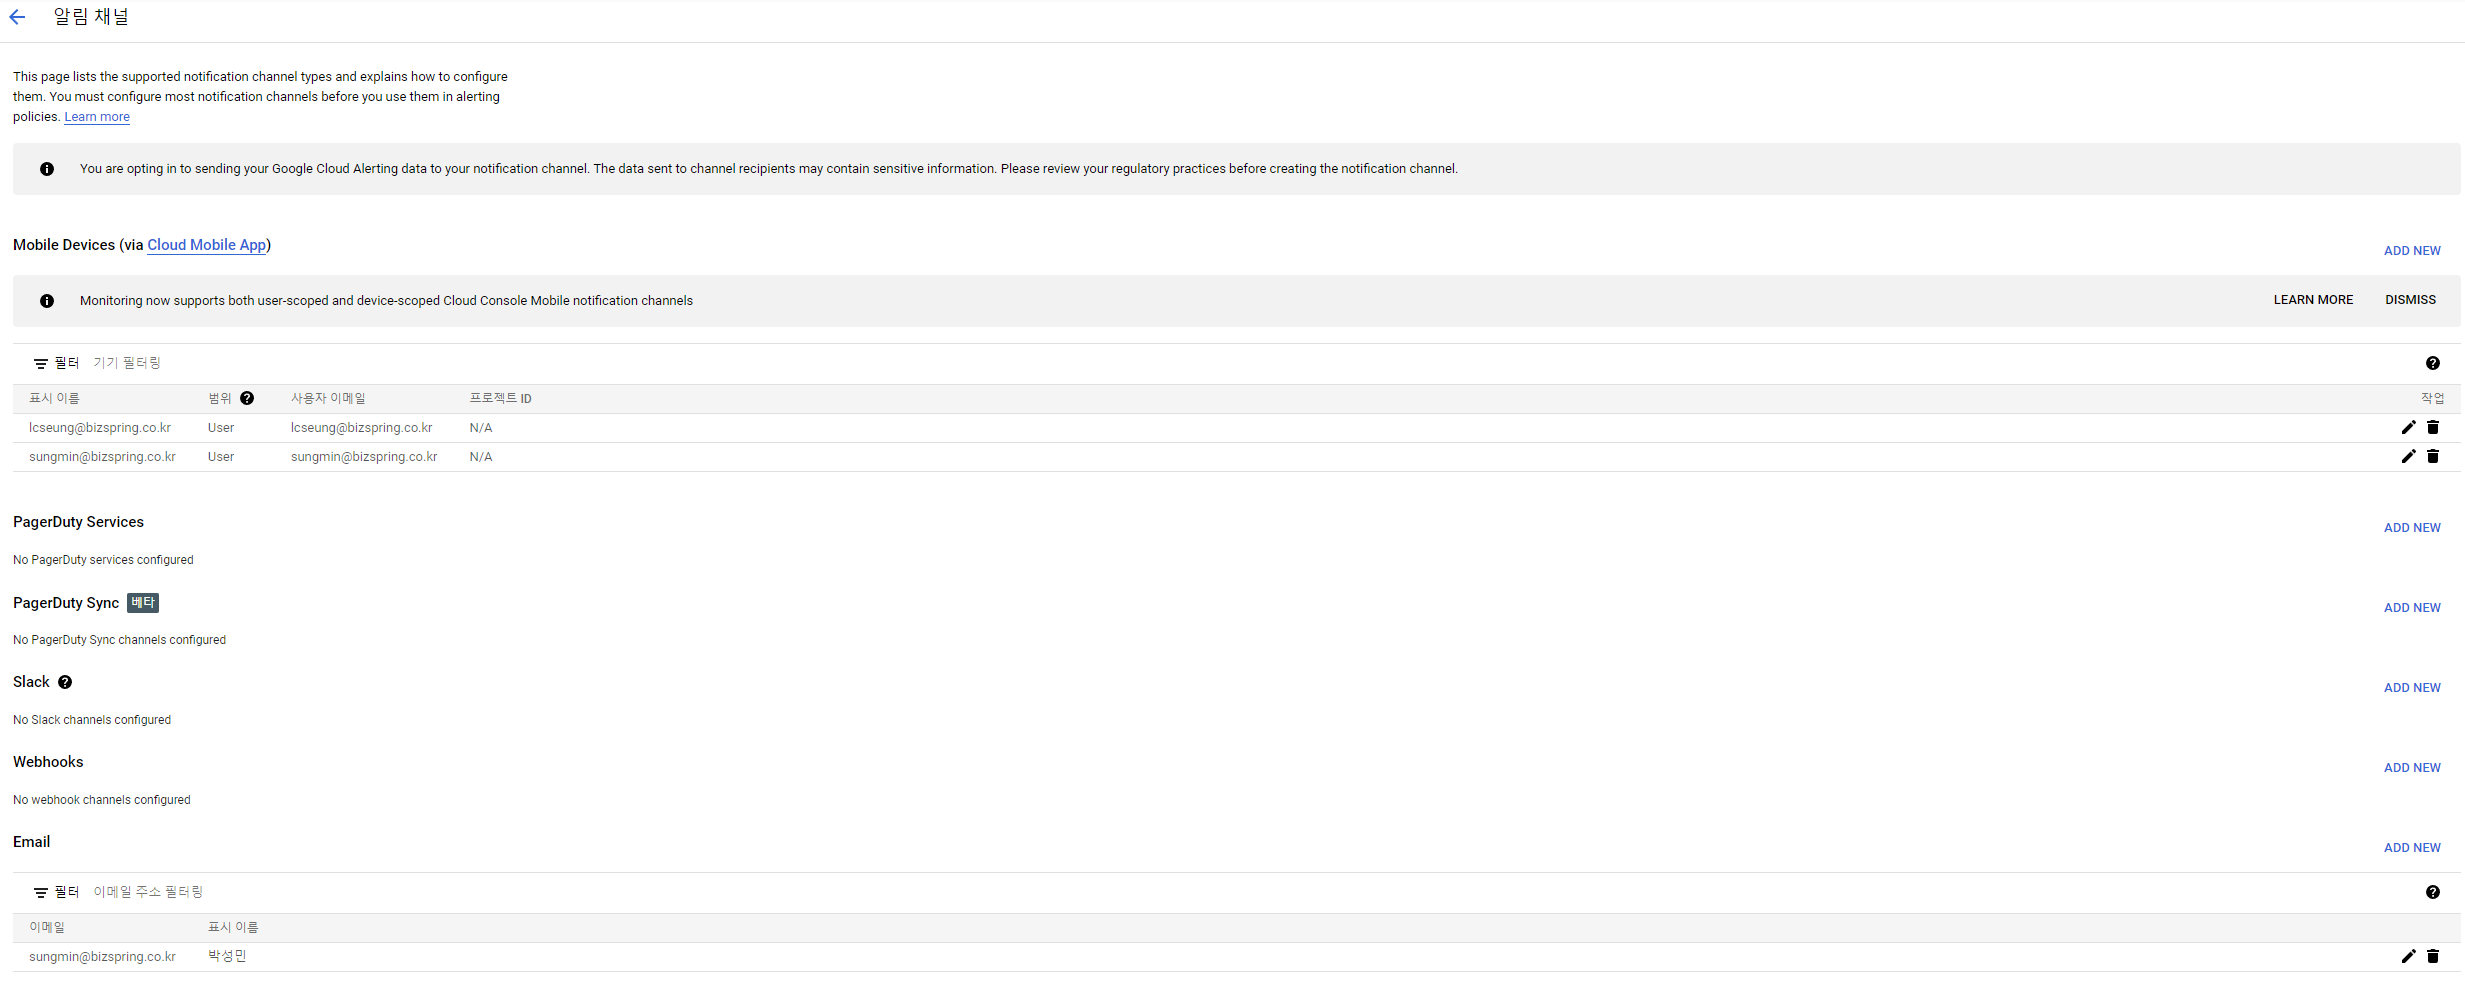 알림 채널
This page lists the supported notification channel types and explains how to configure
them. You must configure most notification channels before you use them in alerting
policies. Learn more
You are opting in to sending your Google Cloud Alerting data to your notification channel. The data sent to channel recipients may contain sensitive information. Please review your regulatory practices before creating the notification channel.
Mobile Devices (via Cloud Mobile App)
ADD NEW
Monitoring now supports both user-scoped and device-scoped Cloud Console Mobile notification channels
LEARN MORE DISMISS
필터 기기 필터링
표시 이름 범위 사용자 이메일 프로젝트 ID 작업
lcseung@bizspring.co.kr User lcseung@bizspring.co.kr N/A
sungmin@bizspring.co.kr User sungmin@bizspring.co.kr N/A
PagerDuty Services
ADD NEW
No PagerDuty services configured
PagerDuty Sync 베타
ADD NEW
No PagerDuty Sync channels configured
Slack
ADD NEW
No Slack channels configured
Webhooks
ADD NEW
No webhook channels configured
Email
ADD NEW
필터 이메일 주소 필터링
이메일 표시 이름
sungmin@bizspring.co.kr 박성민